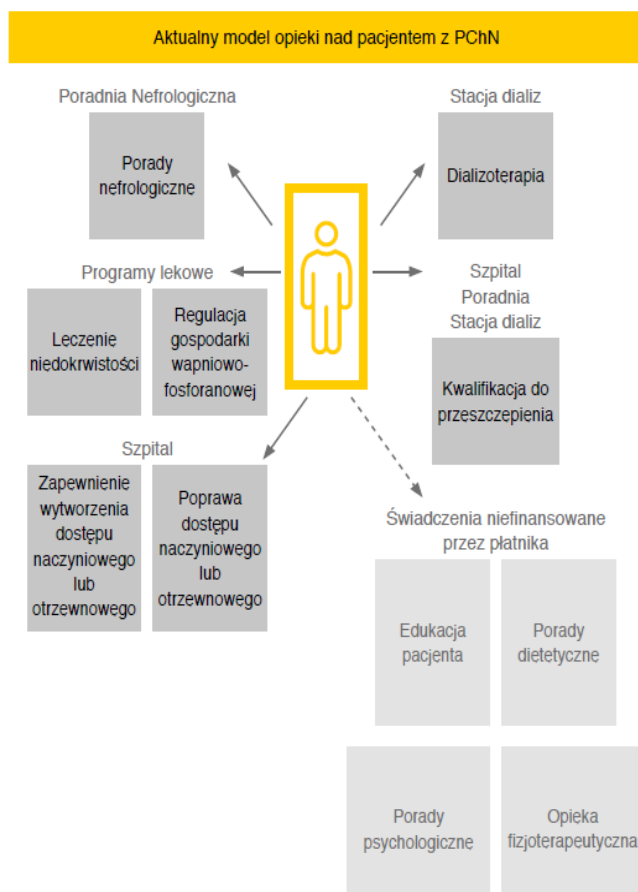 Aktualny model opieki nad pacjentem z PChN
Poradnia Nefrologiczna
Porady
nefrologiczne
Stacja dializ
Dializoterapia
Programy lekowe
Leczenie
niedokrwistości
Regulacja
gospodarki
wapniowo-
fosforanowej
Szpital
Poradnia
Stacja dializ
Kwalifikacja do
przeszczepienia
Szpital
Zapewnienie
wytworzenia
dostępu
naczyniowego
lub
otrzewnowego
Poprawa
dostępu
naczyniowego
lub
otrzewnowego
Świadczenia niefinansowane
przez płatnika
Edukacja
pacjenta
Porady
dietetyczne
Porady
psychologiczne
Opieka
fizjoterapeutyczna